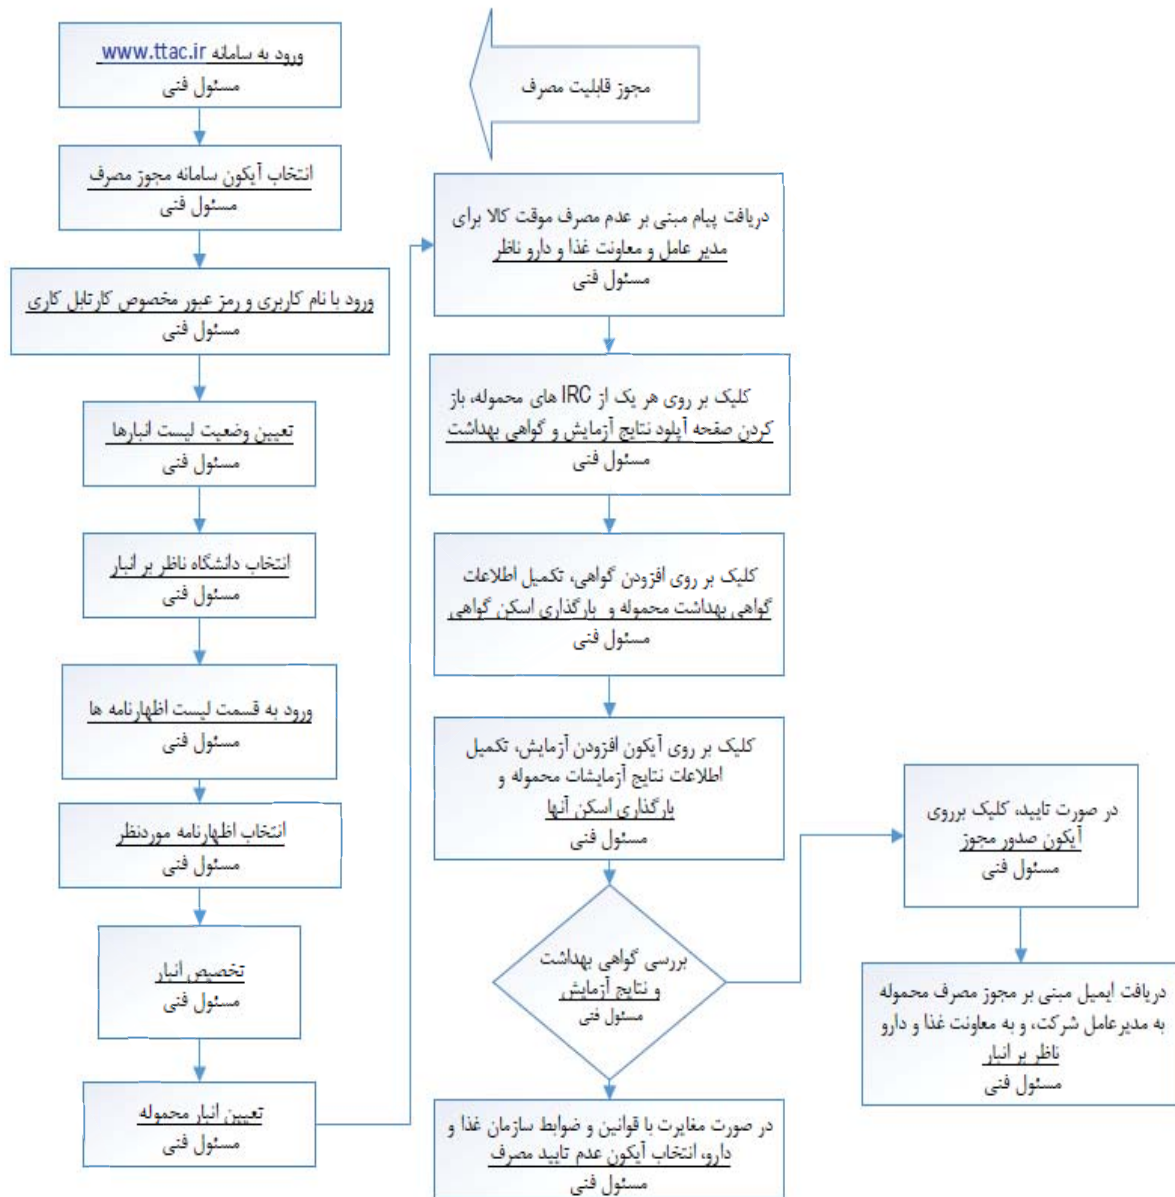 مجوز قابلیت مصرف
ورود به سامانه www.ttac.ir
مسئول فنی
انتخاب آیکون سامانه مجوز مصرف
مسئول فنی
ورود با نام کاربری و رمز عبور مخصوص کارتابل کاری
مسئول فنی
تعیین وضعیت لیست انبارها
مسئول فنی
انتخاب دانشگاه ناظر بر انبار
مسئول فنی
ورود به قسمت لیست اظهارنامه ها
مسئول فنی
انتخاب اظهارنامه موردنظر
مسئول فنی
تخصیص انبار
مسئول فنی
تعیین انبار محموله
مسئول فنی
دریافت پیام مبنی بر عدم مصرف موقت کالا برای
مدیر عامل و معاونت غذا و دارو ناظر
مسئول فنی
کلیک بر روی هر یک از IRC های محموله، باز
کردن صفحه آپلود نتایج آزمایش و گواهی بهداشت
مسئول فنی
کلیک بر روی افزودن گواهی، تکمیل اطلاعات
گواهی بهداشت محموله و بارگذاری اسکن گواهی
مسئول فنی
کلیک بر روی آیکون افزودن آزمایش، تکمیل
اطلاعات نتایج آزمایشات محموله و
بارگذاری اسکن آنها
مسئول فنی
بررسی گواهی بهداشت
و نتایج آزمایش
مسئول فنی
در صورت مغایرت با قوانین و ضوابط سازمان غذا و
دارو، انتخاب آیکون عدم تایید مصرف
مسئول فنی
در صورت تایید، کلیک برروی
آیکون صدور مجوز
مسئول فنی
دریافت ایمیل مبنی بر مجوز مصرف محموله
به مدیرعامل شرکت، و به معاونت غذا و دارو
ناظر بر انبار
مسئول فنی